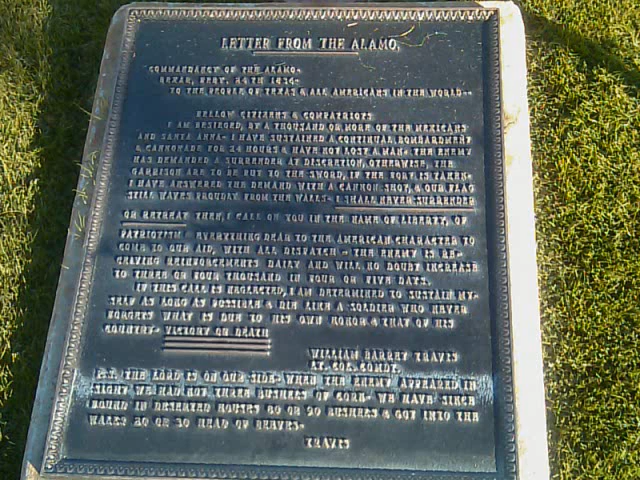 LETTER FROM THE ALAMO,
COMMANDANCY OF THE ALAMO-
BEXAR, FEBY. 24TH 1836-
TO THE PEOPLE OF TEXAS & ALL AMERICANS IN THE WORLD--
FELLOW CITIZENS & COMPATRIOTS
I AM BESIEGED, BY A THOUSAND OR MORE OF THE MEXICANS
AND SANTA ANNA- I HAVE SUSTAINED A CONTINUAL BOMBARDMENT
& CANNONADE FOR 24 HOURS & HAVE NOT LOST A MAN- THE ENEMY
HAS DEMANDED A SURRENDER AT DISCRETION, OTHERWISE, THE
GARRISON ARE TO BE PUT TO THE SWORD, IF THE FORT IS TAKEN-
I HAVE ANSWERED THE DEMAND WITH A CANNON SHOT, & OUR FLAG
STILL WAVES PROUDLY FROM THE WALLS- I SHALL NEVER SURRENDER
OR RETREAT THEN, I CALL ON YOU IN THE NAME OF LIBERTY, OF
PATRIOTISM & EVERYTHING DEAR TO THE AMERICAN CHARACTER TO
COME TO OUR AID, WITH ALL DISPATCH - THE ENEMY IS RE-
CEIVING REINFORCEMENTS DAILY AND WILL NO DOUBT INCREASE
TO THREE OR FOUR THOUSAND IN FOUR OR FIVE DAYS.
IF THIS CALL IS NEGLECTED, I AM DETERMINED TO SUSTAIN MY-
SELF AS LONG AS POSSIBLE & DIE LIKE A SOLDIER WHO NEVER
FORGETS WHAT IS DUE TO HIS OWN HONOR & THAT OF HIS
COUNTRY- VICTORY OR DEATH
WILLIAM BARRET TRAVIS
LT. COL. COMDT.
P.S. THE LORD IS ON OUR SIDE- WHEN THE ENEMY APPEARED IN
SIGHT WE HAD NOT THREE BUSHELS OF CORN- WE HAVE SINCE
FOUND IN DESERTED HOUSES 80 OR 90 BUSHELS & GOT INTO THE
WALLS 20 OR 30 HEAD OF BEEVES-
TRAVIS